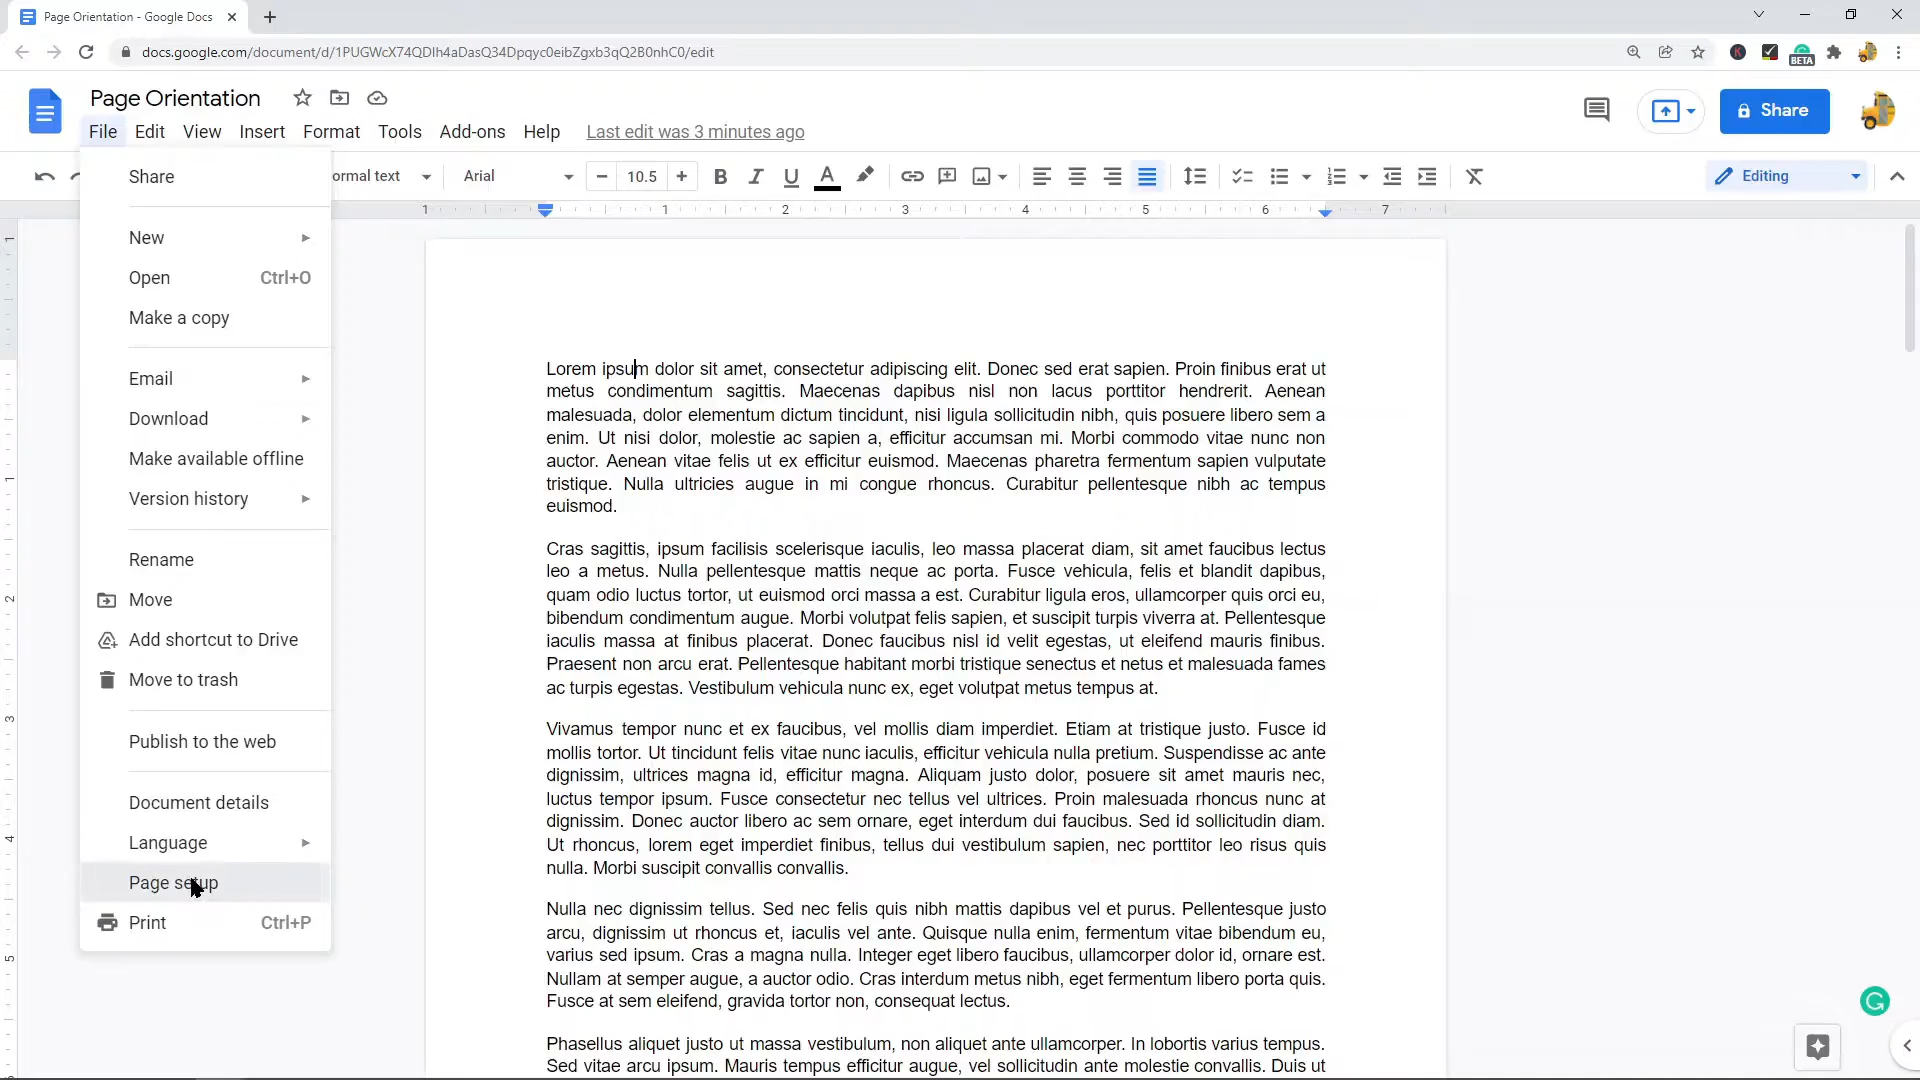 Page Orientation - Google Docs
docs.google.com/document/d/1PUGWcX74QDlh4aDasQ34Dpqyc0eibZgxb3qQ2B0nhC0/edit
BETA
Page Orientation
Share
File Edit View Insert Format Tools Add-ons Help Last edit was 3 minutes ago
ormal text Arial 10.5 B I U A Editing
1 1 2 3 4 5 6 7
Share
New
Open Ctrl+O
Make a copy
Email
Download
Make available offline
Version history
Rename
Move
Add shortcut to Drive
Move to trash
Publish to the web
Document details
Language
Page setup
Print Ctrl+P
1
1
2
3
4
5
Lorem ipsum dolor sit amet, consectetur adipiscing elit. Donec sed erat sapien. Proin finibus erat ut
metus condimentum sagittis. Maecenas dapibus nisl non lacus porttitor hendrerit. Aenean
malesuada, dolor elementum dictum tincidunt, nisi ligula sollicitudin nibh, quis posuere libero sem a
enim. Ut nisi dolor, molestie ac sapien a, efficitur accumsan mi. Morbi commodo vitae nunc non
auctor. Aenean vitae felis ut ex efficitur euismod. Maecenas pharetra fermentum sapien vulputate
tristique. Nulla ultricies augue in mi congue rhoncus. Curabitur pellentesque nibh ac tempus
euismod.
Cras sagittis, ipsum facilisis scelerisque iaculis, leo massa placerat diam, sit amet faucibus lectus
leo a metus. Nulla pellentesque mattis neque ac porta. Fusce vehicula, felis et blandit dapibus,
quam odio luctus tortor, ut euismod orci massa a est. Curabitur ligula eros, ullamcorper quis orci eu,
bibendum condimentum augue. Morbi volutpat felis sapien, et suscipit turpis viverra at. Pellentesque
iaculis massa at finibus placerat. Donec faucibus nisl id velit egestas, ut eleifend mauris finibus.
Praesent non arcu erat. Pellentesque habitant morbi tristique senectus et netus et malesuada fames
ac turpis egestas. Vestibulum vehicula nunc ex, eget volutpat metus tempus at.
Vivamus tempor nunc et ex faucibus, vel mollis diam imperdiet. Etiam at tristique justo. Fusce id
mollis tortor. Ut tincidunt felis vitae nunc iaculis, efficitur vehicula nulla pretium. Suspendisse ac ante
dignissim, ultrices magna id, efficitur magna. Aliquam justo dolor, posuere sit amet mauris nec,
luctus tempor ipsum. Fusce consectetur nec tellus vel ultrices. Proin malesuada rhoncus nunc at
dignissim. Donec auctor libero ac sem ornare, eget interdum dui faucibus. Sed id sollicitudin diam.
Ut rhoncus, lorem eget imperdiet finibus, tellus dui vestibulum sapien, nec porttitor leo risus quis
nulla. Morbi suscipit convallis convallis.
Nulla nec dignissim tellus. Sed nec felis quis nibh mattis dapibus vel et purus. Pellentesque justo
arcu, dignissim ut rhoncus et, iaculis vel ante. Quisque nulla enim, fermentum vitae bibendum eu,
varius sed ipsum. Cras a magna nulla. Integer eget libero faucibus, ullamcorper dolor id, ornare est.
Nullam at semper augue, a auctor odio. Cras interdum metus nibh, eget fermentum libero porta quis.
Fusce at sem eleifend, gravida tortor non, consequat lectus.
Phasellus aliquet justo ut massa vestibulum, non aliquet ante ullamcorper. In lobortis varius tempus.
Sed vitae arcu ipsum. Mauris tempus efficitur augue, vel sollicitudin ante molestie convallis. Duis ut